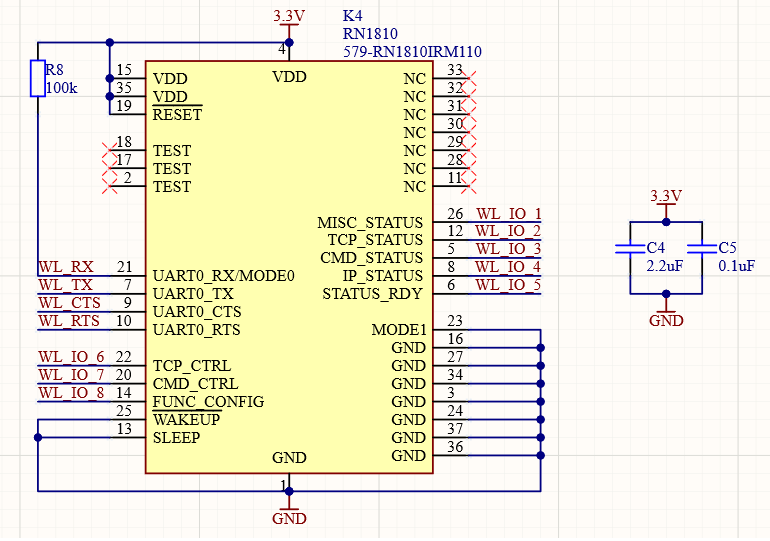 3.3V
K4
RN1810
579-RN1810IRM110
4
VDD
R8
100k
15 VDD
35 VDD
19 RESET
18 TEST
17 TEST
2 TEST
WL_RX 21 UART0_RX/MODE0
WL_TX 7 UART0_TX
WL_CTS 9 UART0_CTS
WL_RTS 10 UART0_RTS
WL_IO_6 22 TCP_CTRL
WL_IO_7 20 CMD_CTRL
WL_IO_8 14 FUNC_CONFIG
25 WAKEUP
13 SLEEP
NC 33
NC 32
NC 31
NC 30
NC 29
NC 28
NC 11
MISC_STATUS 26 WL_IO_1
TCP_STATUS 12 WL_IO_2
CMD_STATUS 5 WL_IO_3
IP_STATUS 8 WL_IO_4
STATUS_RDY 6 WL_IO_5
MODE1 23
GND 16
GND 27
GND 34
GND 3
GND 24
GND 37
GND 36
GND
1
GND
3.3V
C4
2.2uF
C5
0.1uF
GND